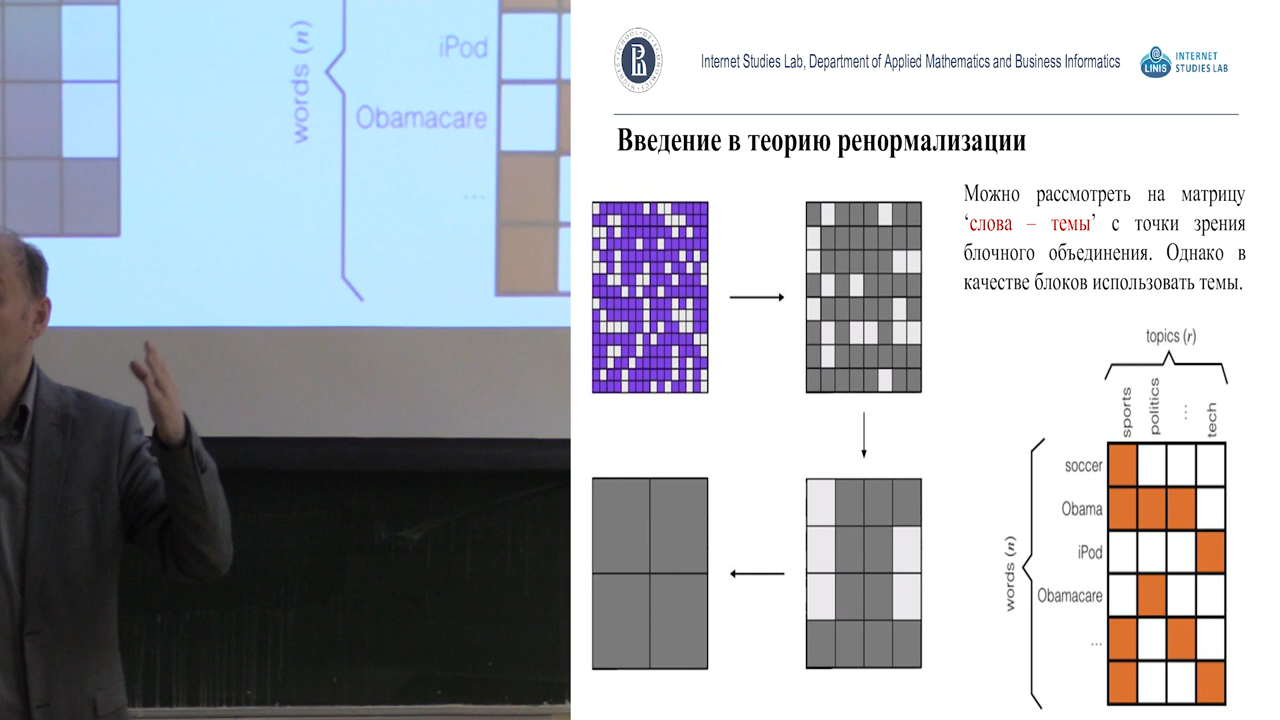 words (n)
iPod
Obamacare
...
Internet Studies Lab, Department of Applied Mathematics and Business Informatics
LINIS
INTERNET
STUDIES LAB
Введение в теорию ренормализации
Можно рассмотреть на матрицу
‘слова – темы’ с точки зрения
блочного объединения. Однако в
качестве блоков использовать темы.
topics (r)
sports
politics
...
tech
words (n)
soccer
Obama
iPod
Obamacare
...